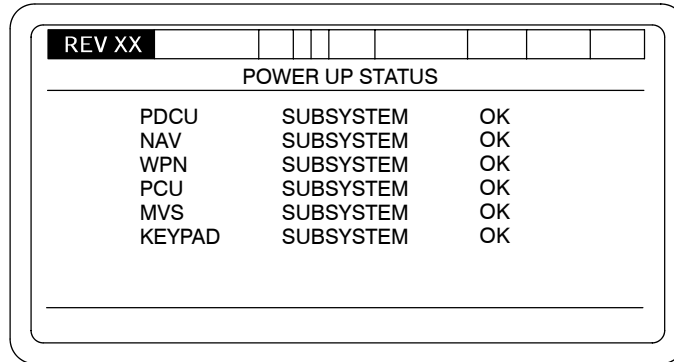 REV XX
POWER UP STATUS
PDCU SUBSYSTEM OK
NAV SUBSYSTEM OK
WPN SUBSYSTEM OK
PCU SUBSYSTEM OK
MVS SUBSYSTEM OK
KEYPAD SUBSYSTEM OK